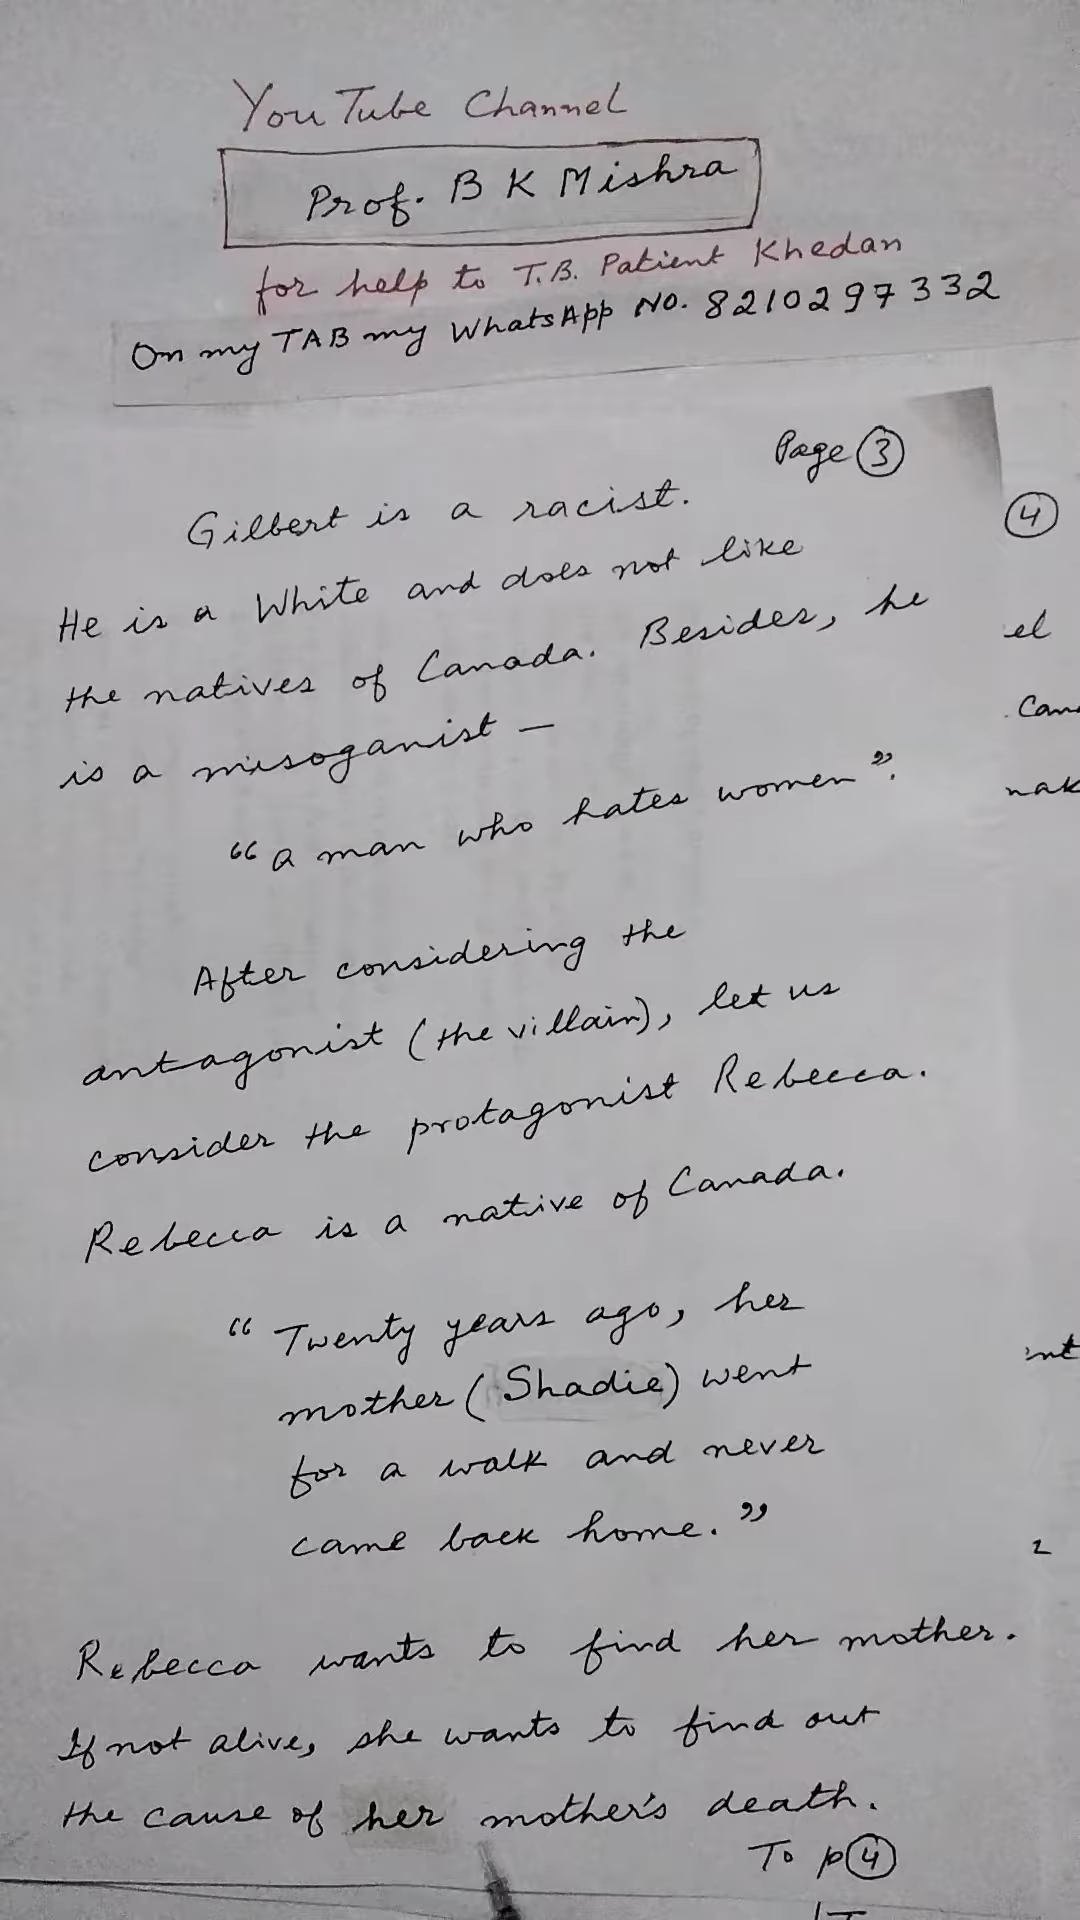 YouTube Channel
Prof. B K Mishra
for help to T.B. Patient Khedan
On my TAB my WhatsApp NO. 8210297332
Page 3
Gilbert is a racist.
He is a White and does not like
the natives of Canada. Besides, he
is a misoganist —
"a man who hates women".
After considering the
antagonist (the villain), let us
consider the protagonist Rebecca.
Rebecca is a native of Canada.
"Twenty years ago, her
mother (Shadie) went
for a walk and never
came back home."
Rebecca wants to find her mother.
If not alive, she wants to find out
the cause of her mother's death.
To p 4
4
el
2